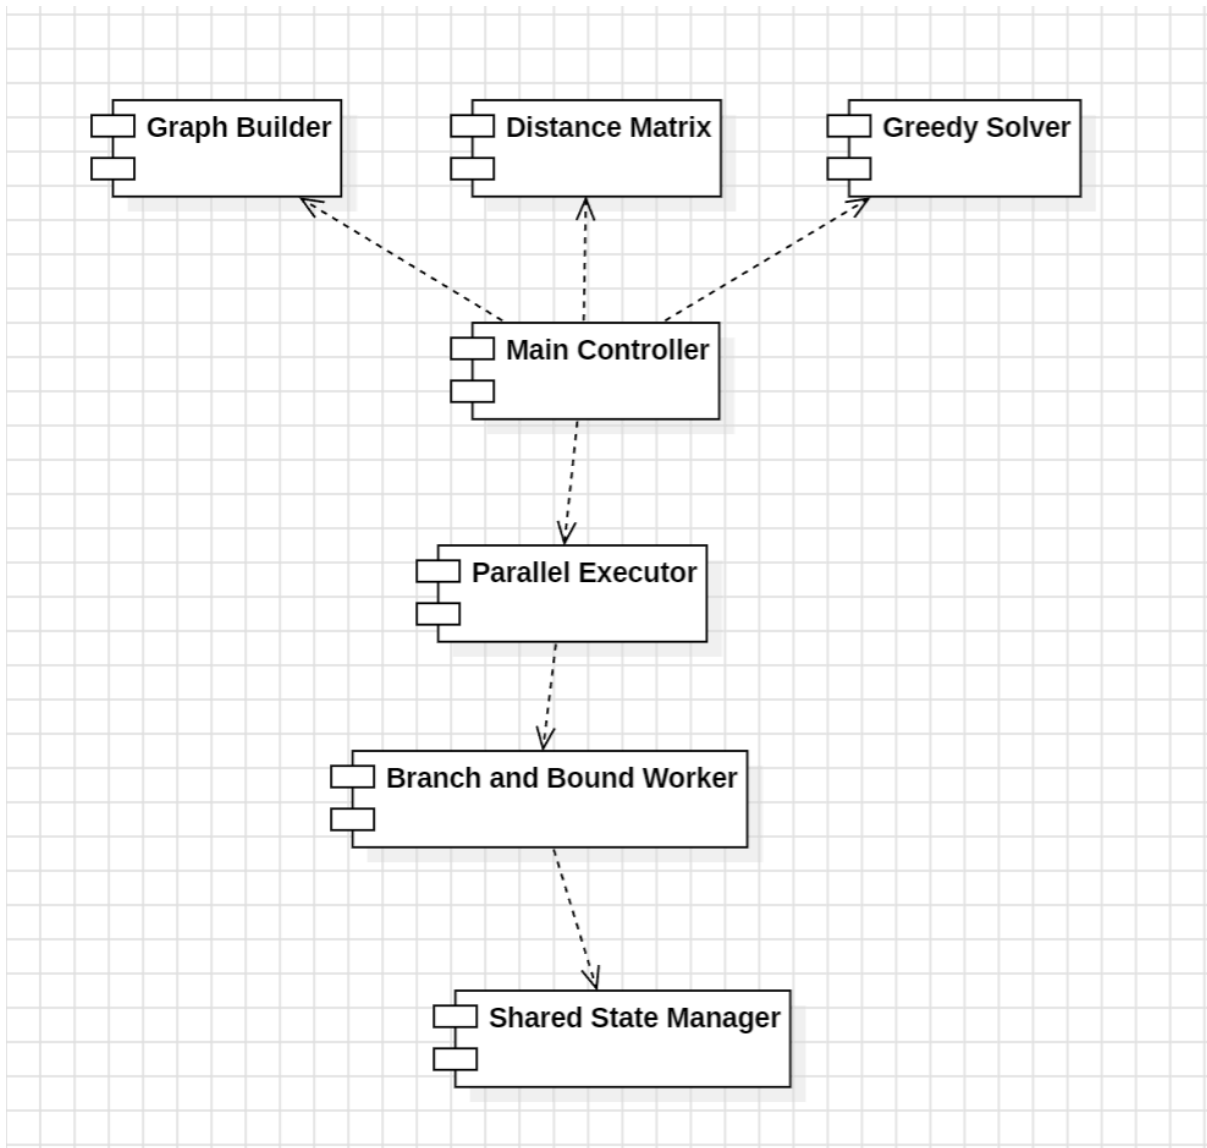 Graph Builder
Distance Matrix
Greedy Solver
Main Controller
Parallel Executor
Branch and Bound Worker
Shared State Manager